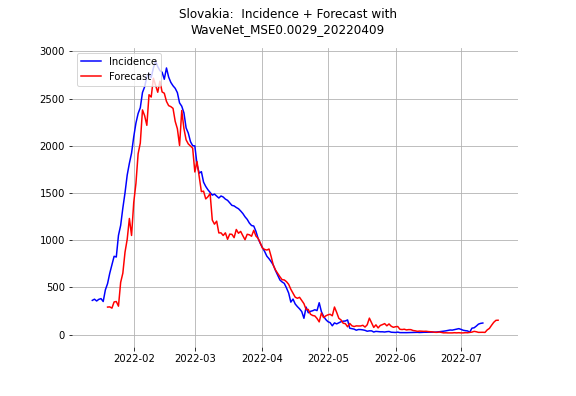 Slovakia:  Incidence + Forecast with
WaveNet_MSE0.0029_20220409
Incidence
Forecast
3000
2500
2000
1500
1000
500
0
2022-02 2022-03 2022-04 2022-05 2022-06 2022-07